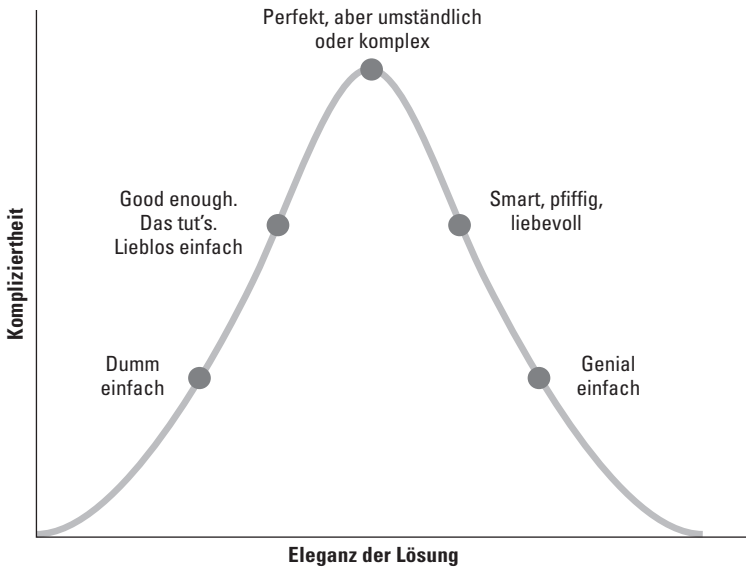 Perfekt, aber umständlich
oder komplex
Good enough.
Das tut's.
Lieblos einfach
Smart, pfiffig,
liebevoll
Dumm
einfach
Genial
einfach
Kompliziertheit
Eleganz der Lösung